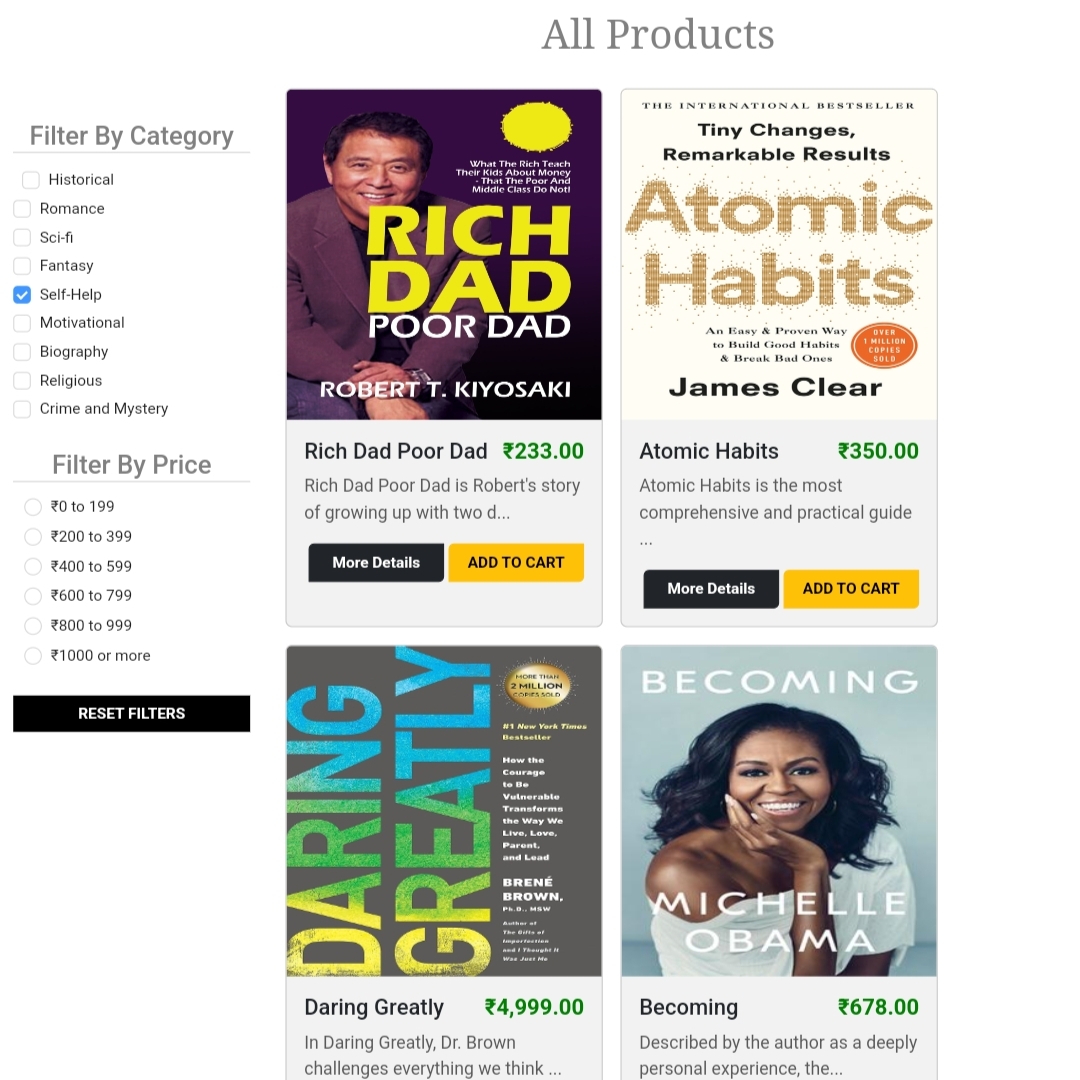 All Products
Filter By Category
Historical
Romance
Sci-fi
Fantasy
Self-Help
Motivational
Biography
Religious
Crime and Mystery
Filter By Price
₹0 to 199
₹200 to 399
₹400 to 599
₹600 to 799
₹800 to 999
₹1000 or more
RESET FILTERS
What The Rich Teach
Their Kids About Money
- That The Poor And
Middle Class Do Not!
RICH
DAD
POOR DAD
ROBERT T. KIYOSAKI
Rich Dad Poor Dad ₹233.00
Rich Dad Poor Dad is Robert's story
of growing up with two d...
More Details ADD TO CART
THE INTERNATIONAL BESTSELLER
Tiny Changes,
Remarkable Results
Atomic
Habits
An Easy & Proven Way
to Build Good Habits
& Break Bad Ones
OVER
1 MILLION
COPIES
SOLD
James Clear
Atomic Habits ₹350.00
Atomic Habits is the most
comprehensive and practical guide
...
More Details ADD TO CART
DARING
GREATLY
MORE THAN
2 MILLION
COPIES SOLD
#1 New York Times
Bestseller
How the
Courage
to Be
Vulnerable
Transforms
the Way We
Live, Love,
Parent,
and Lead
BRENÉ
BROWN,
Ph.D., MSW
Author of
The Gifts of
Imperfection
and I Thought It
Was Just Me
Daring Greatly ₹4,999.00
In Daring Greatly, Dr. Brown
challenges everything we think ...
BECOMING
MICHELLE
OBAMA
Becoming ₹678.00
Described by the author as a deeply
personal experience, the...